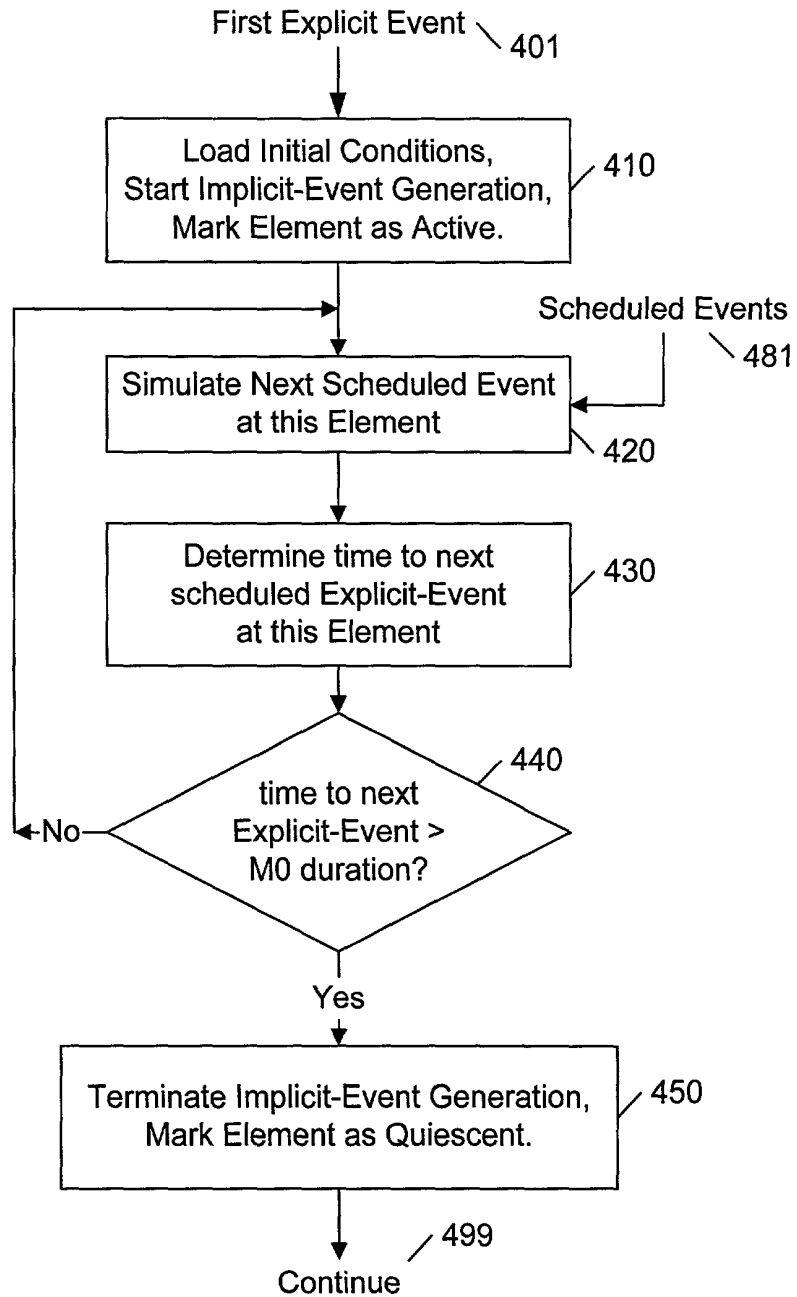 First Explicit Event
401
Load Initial Conditions,
Start Implicit-Event Generation,
Mark Element as Active.
410
Scheduled Events
481
Simulate Next Scheduled Event
at this Element
420
Determine time to next
scheduled Explicit-Event
at this Element
430
440
time to next
Explicit-Event >
M0 duration?
No
Yes
Terminate Implicit-Event Generation,
Mark Element as Quiescent.
450
499
Continue